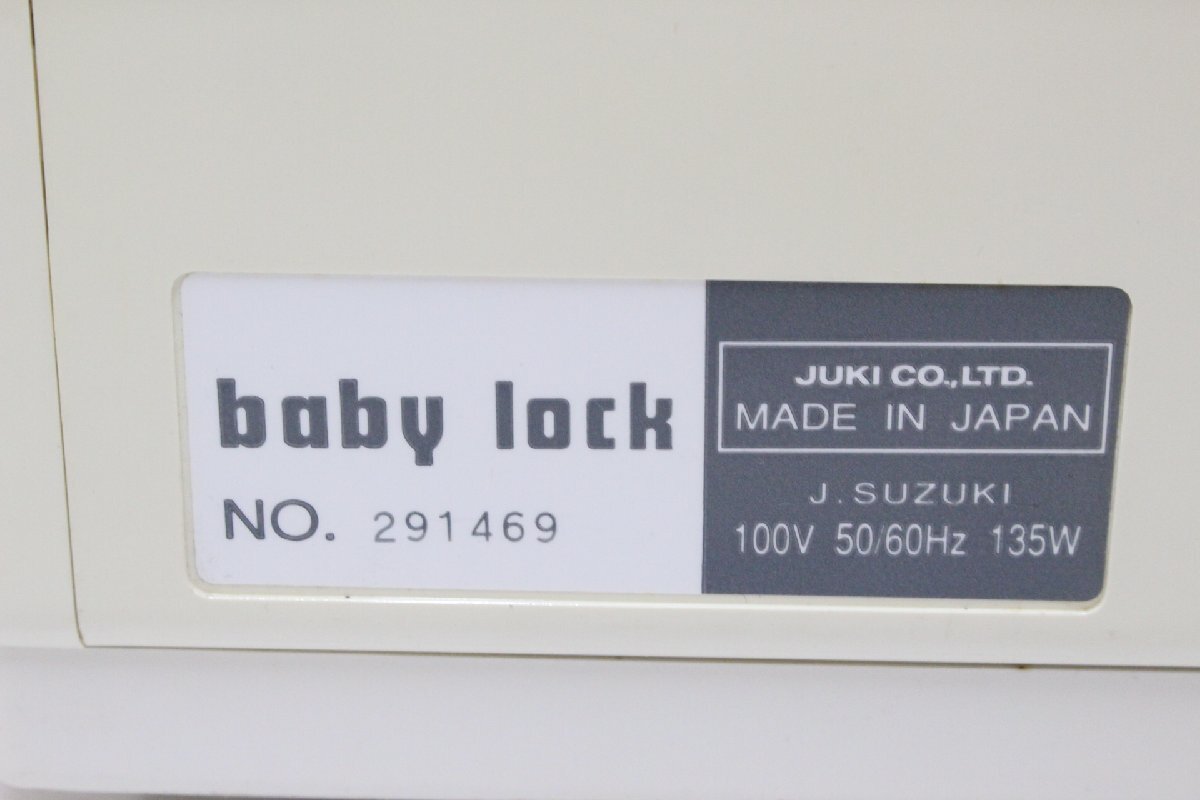 baby lock
NO. 291469
JUKI CO.,LTD.
MADE IN JAPAN
J.SUZUKI
100V 50/60Hz 135W